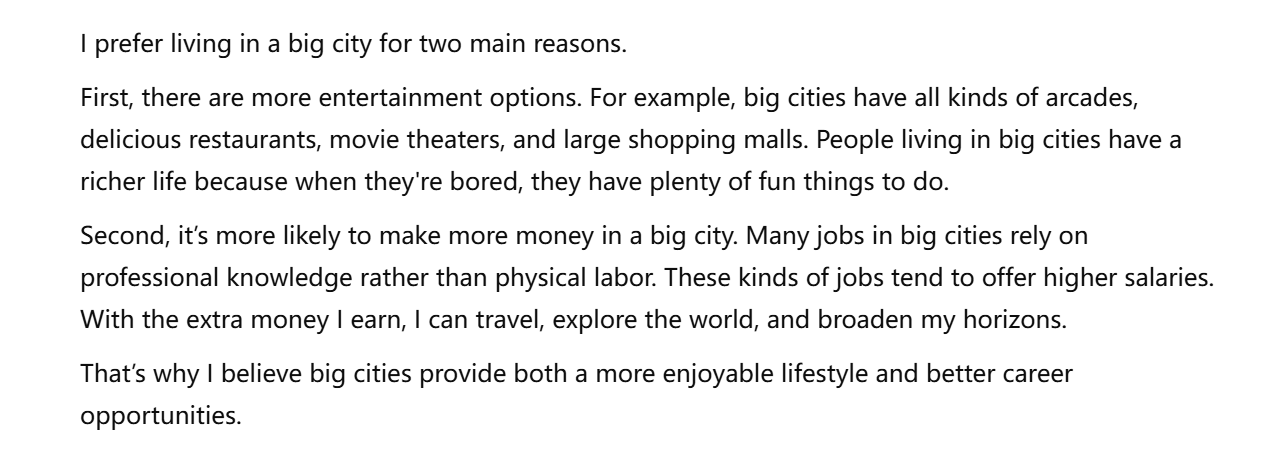 I prefer living in a big city for two main reasons.
First, there are more entertainment options. For example, big cities have all kinds of arcades,
delicious restaurants, movie theaters, and large shopping malls. People living in big cities have a
richer life because when they're bored, they have plenty of fun things to do.
Second, it’s more likely to make more money in a big city. Many jobs in big cities rely on
professional knowledge rather than physical labor. These kinds of jobs tend to offer higher salaries.
With the extra money I earn, I can travel, explore the world, and broaden my horizons.
That’s why I believe big cities provide both a more enjoyable lifestyle and better career
opportunities.